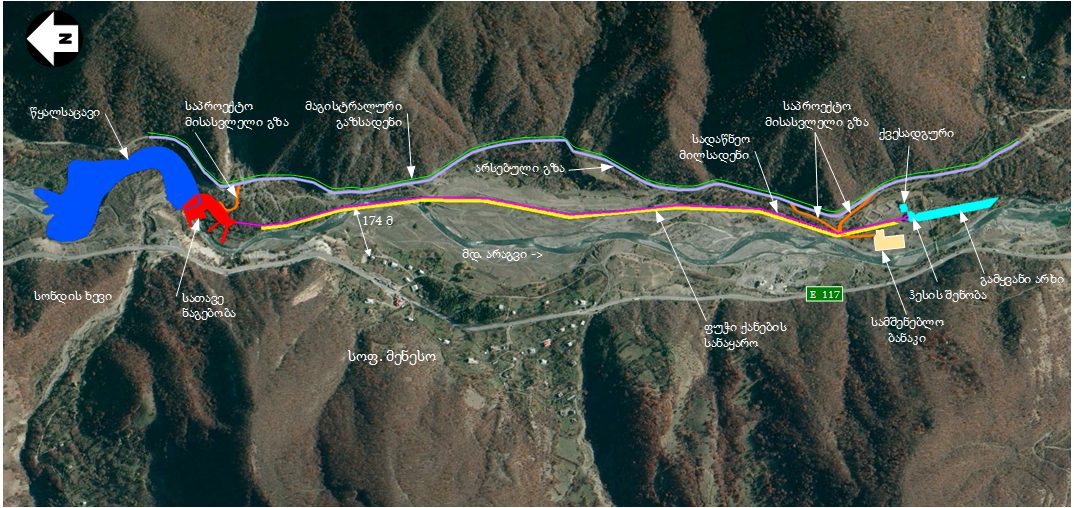 N
წყალსაცავი
საპროექტო
მისასვლელი გზა
მაგისტრალური
გაზსადენი
არსებული გზა
სადაწნეო
მილსადენი
საპროექტო
მისასვლელი გზა
ქვესადგური
174 მ
მდ. არაგვი ->
სონდის ხევი
სათავე
ნაგებობა
სოფ. მენესო
E 117
ფუჭი ქანების
სანაყარო
სამშენებლო
ბანაკი
ჰესის შენობა
გამყვანი არხი